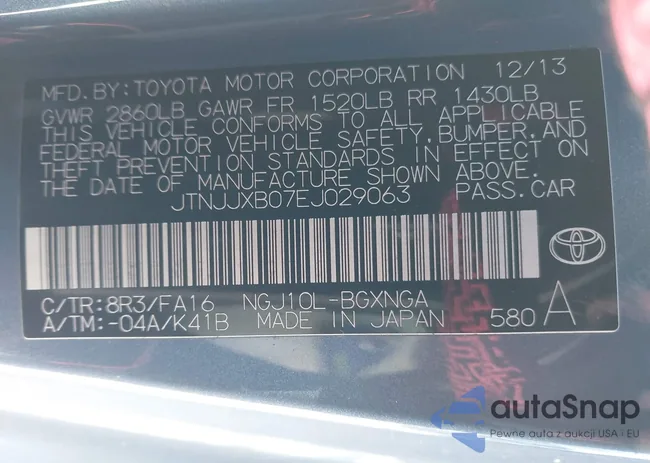 MFD. BY: TOYOTA MOTOR CORPORATION 12/13
GVWR 2860LB GAWR FR 1520LB RR 1430LB
THIS VEHICLE CONFORMS TO ALL APPLICABLE
FEDERAL MOTOR VEHICLE SAFETY, BUMPER, AND
THEFT PREVENTION STANDARDS IN EFFECT ON
THE DATE OF MANUFACTURE SHOWN ABOVE.
JTNJJXB07EJ029063 PASS. CAR
C/TR: 8R3/FA16 NGJ10L-BGXNGA
A/TM: -04A/K41B MADE IN JAPAN 580 A
autaSnap
Pewne auta z aukcji USA i EU